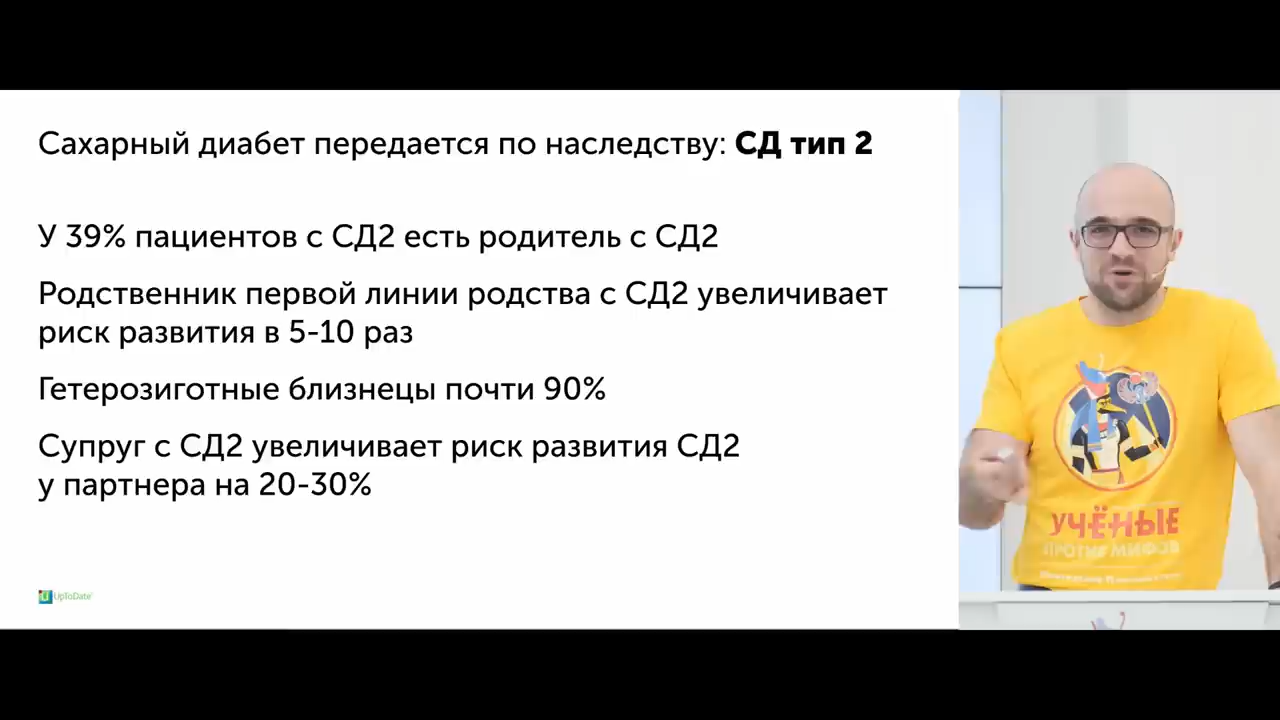 Сахарный диабет передается по наследству: СД тип 2
У 39% пациентов с СД2 есть родитель с СД2
Родственник первой линии родства с СД2 увеличивает
риск развития в 5-10 раз
Гетерозиготные близнецы почти 90%
Супруг с СД2 увеличивает риск развития СД2
у партнера на 20-30%
UpToDate®
УЧЁНЫЕ
ПРОТИВ МИФОВ